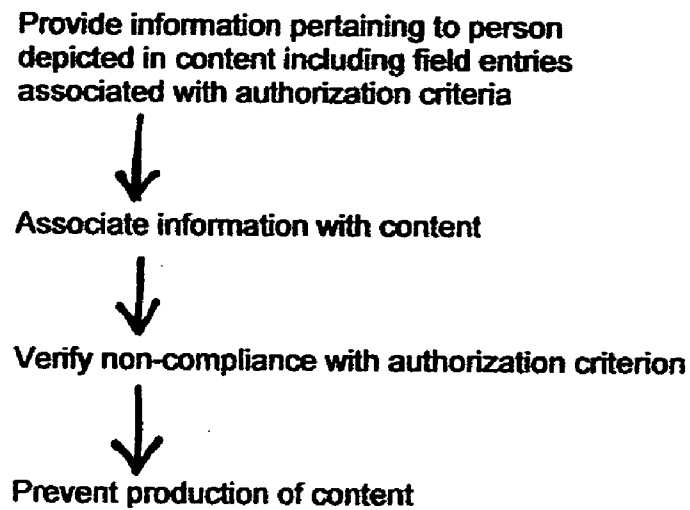 Provide information pertaining to person
depicted in content including field entries
associated with authorization criteria
Associate information with content
Verify non-compliance with authorization criterion
Prevent production of content